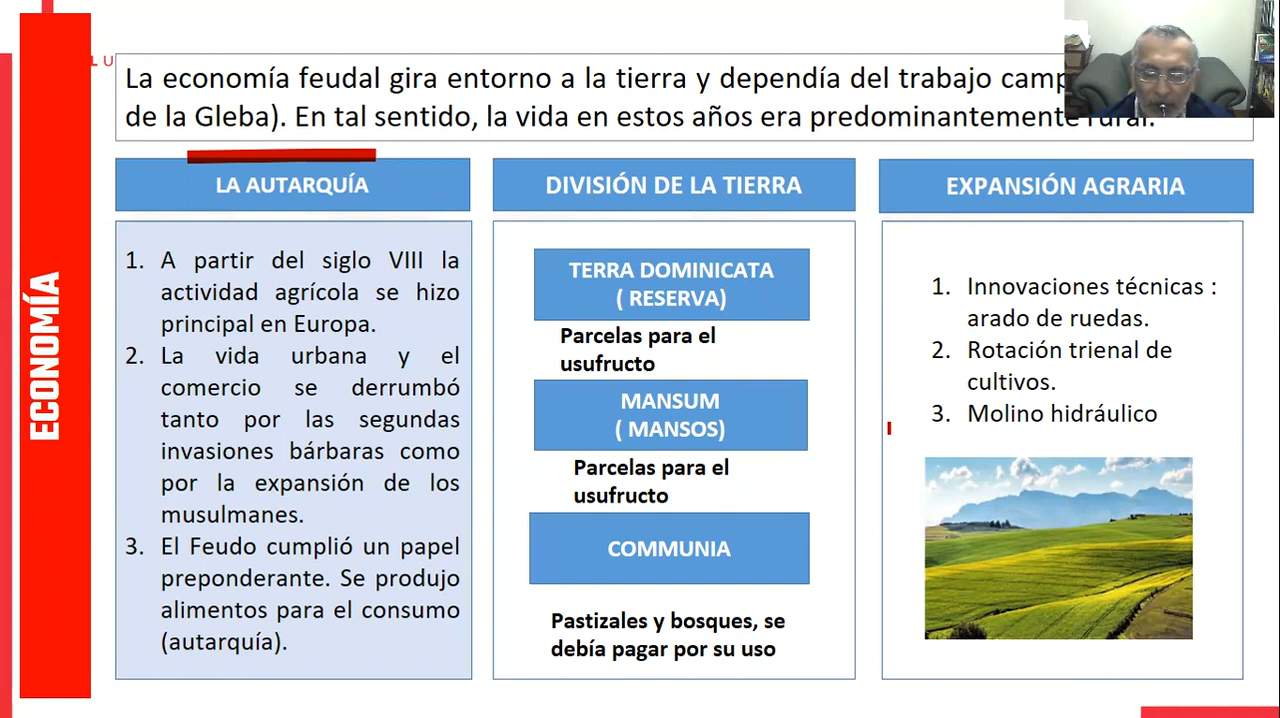 L U
La economía feudal gira entorno a la tierra y dependía del trabajo
de la Gleba). En tal sentido, la vida en estos años era predominantemente rural.
ECONOMÍA
LA AUTARQUÍA
1. A partir del siglo VIII la
actividad agrícola se hizo
principal en Europa.
2. La vida urbana y el
comercio se derrumbó
tanto por las segundas
invasiones bárbaras como
por la expansión de los
musulmanes.
3. El Feudo cumplió un papel
preponderante. Se produjo
alimentos para el consumo
(autarquía).
DIVISIÓN DE LA TIERRA
TERRA DOMINICATA
( RESERVA)
Parcelas para el
usufructo
MANSUM
( MANSOS)
Parcelas para el
usufructo
COMMUNIA
Pastizales y bosques, se
debía pagar por su uso
EXPANSIÓN AGRARIA
1. Innovaciones técnicas :
arado de ruedas.
2. Rotación trienal de
cultivos.
3. Molino hidráulico